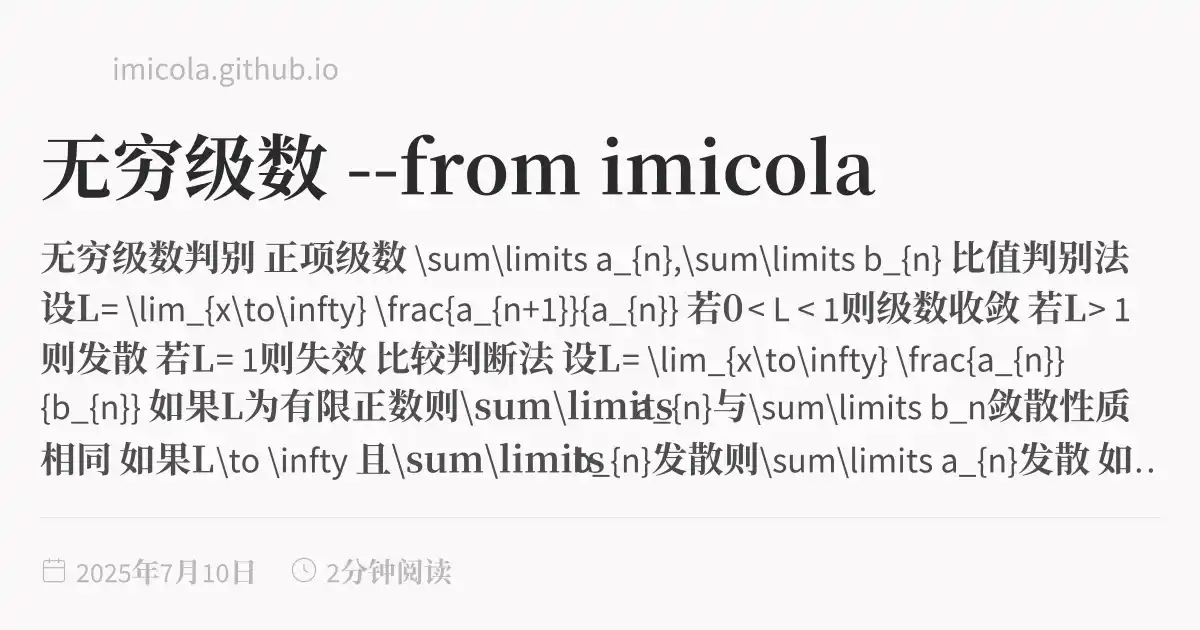 imicola.github.io
无穷级数 --from imicola
无穷级数判别 正项级数 \sum\limits a_{n},\sum\limits b_{n} 比值判别法
设L= \lim_{x\to\infty} \frac{a_{n+1}}{a_{n}} 若0 < L < 1则级数收敛 若L> 1
则发散 若L= 1则失效 比较判断法 设L= \lim_{x\to\infty} \frac{a_{n}}
{b_{n}} 如果L为有限正数则\sum\limits a_{n}与\sum\limits b_n敛散性质
相同 如果L\to \infty 且\sum\limits b_{n}发散则\sum\limits a_{n}发散 如..
2025年7月10日 2分钟阅读